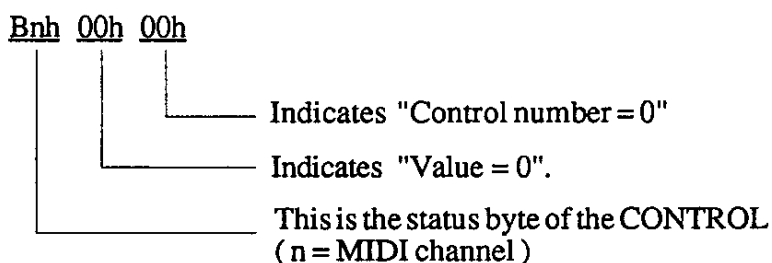 Bnh 00h 00h
Indicates "Control number = 0"
Indicates "Value = 0".
This is the status byte of the CONTROL
( n = MIDI channel )